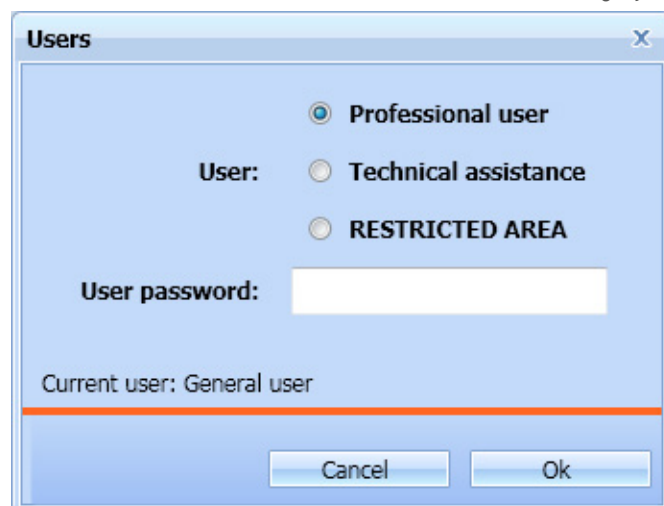 Users
x
Professional user
User:
Technical assistance
RESTRICTED AREA
User password:
Current user: General user
Cancel
Ok